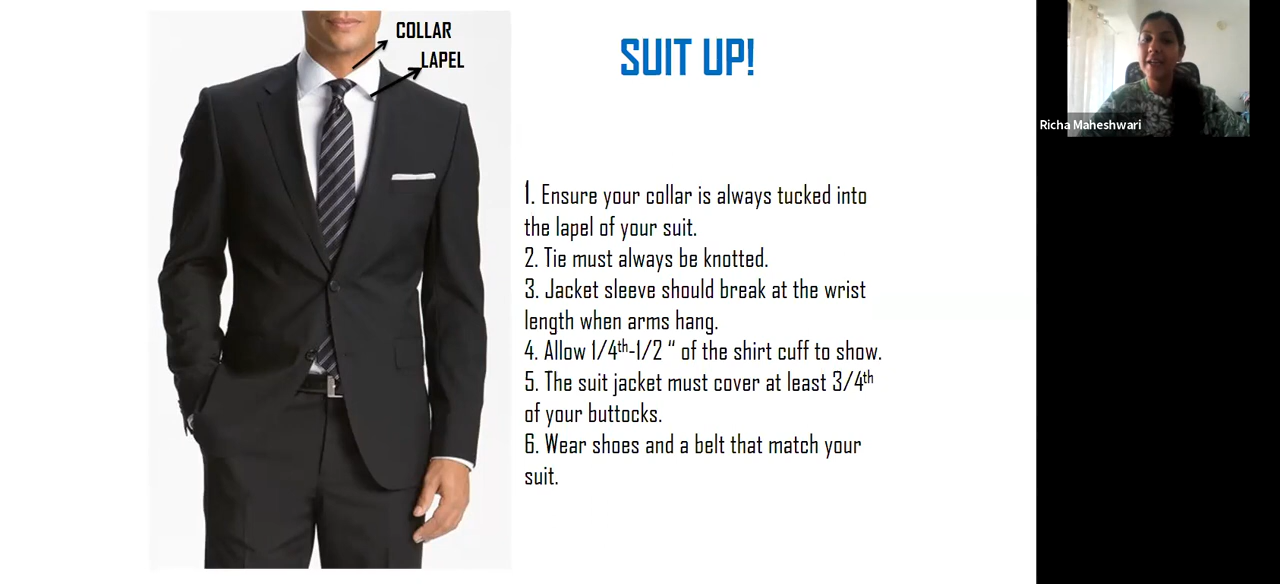 COLLAR
LAPEL
SUIT UP!
1. Ensure your collar is always tucked into
the lapel of your suit.
2. Tie must always be knotted.
3. Jacket sleeve should break at the wrist
length when arms hang.
4. Allow 1/4th-1/2 “ of the shirt cuff to show.
5. The suit jacket must cover at least 3/4th
of your buttocks.
6. Wear shoes and a belt that match your
suit.
Richa Maheshwari